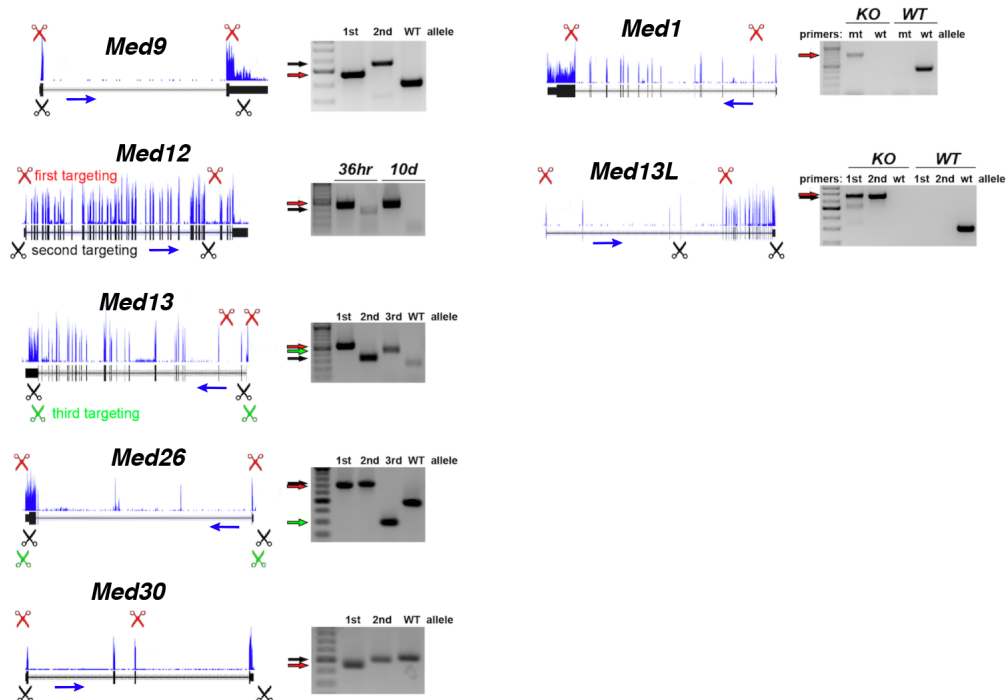 Med9
1st 2nd WT allele
Med12
first targeting
second targeting
36hr 10d
Med13
third targeting
1st 2nd 3rd WT allele
Med26
1st 2nd 3rd WT allele
Med30
1st 2nd WT allele
Med1
KO WT
primers: mt wt mt wt allele
Med13L
KO WT
primers: 1st 2nd wt 1st 2nd wt allele